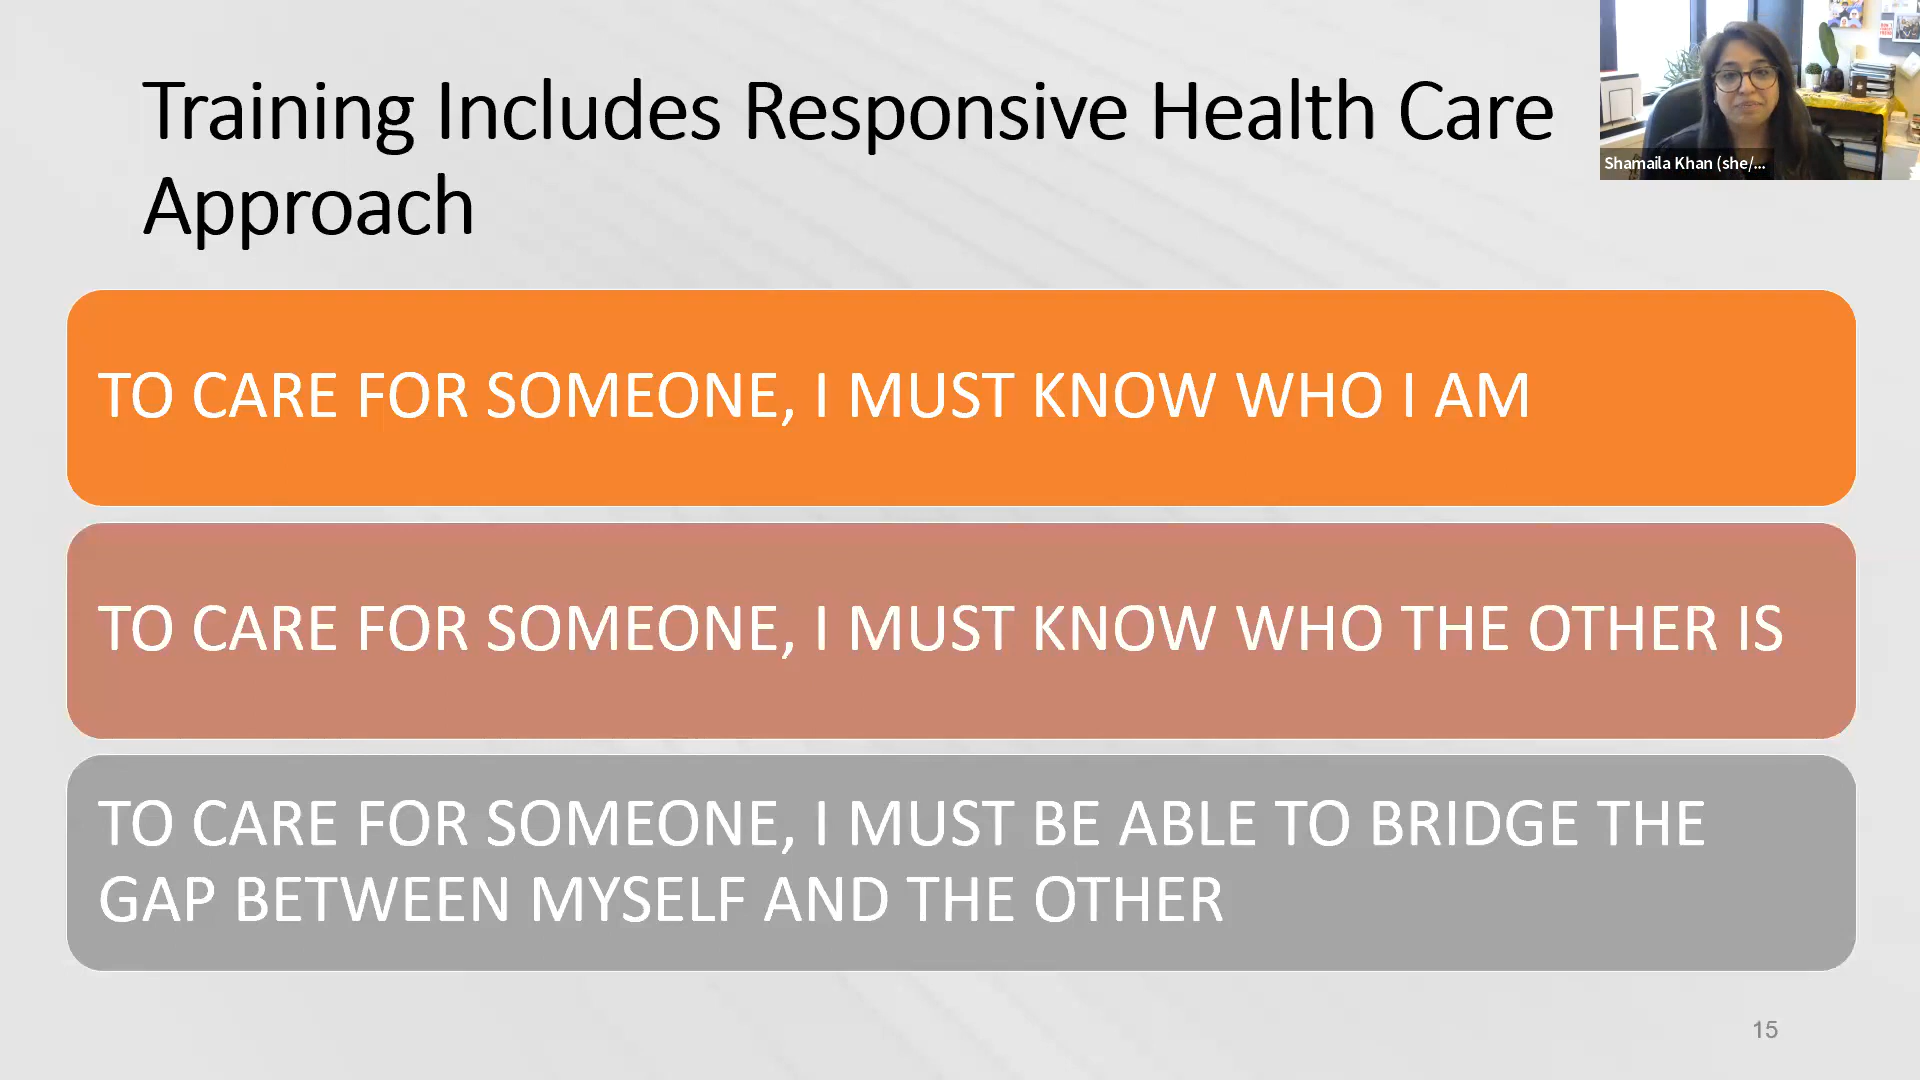 Training Includes Responsive Health Care
Approach
Shamaila Khan (she/...
TO CARE FOR SOMEONE, I MUST KNOW WHO I AM
TO CARE FOR SOMEONE, I MUST KNOW WHO THE OTHER IS
TO CARE FOR SOMEONE, I MUST BE ABLE TO BRIDGE THE
GAP BETWEEN MYSELF AND THE OTHER
15